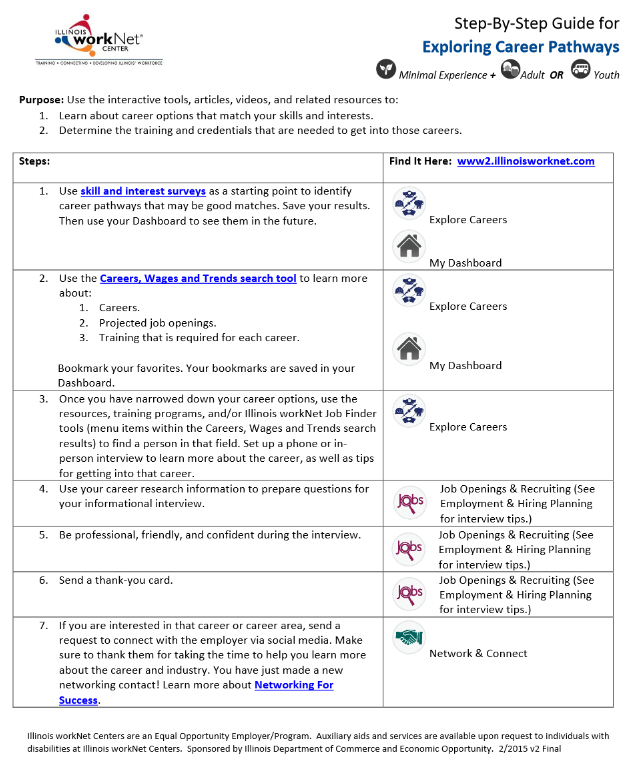 ILLINOIS
workNet®
CENTER
TRAINING • CONNECTING • DEVELOPING ILLINOIS' WORKFORCE
Step-By-Step Guide for
Exploring Career Pathways
Minimal Experience + Adult OR Youth
Purpose: Use the interactive tools, articles, videos, and related resources to:
1. Learn about career options that match your skills and interests.
2. Determine the training and credentials that are needed to get into those careers.
Steps:
Find It Here: www2.illinoisworknet.com
1. Use skill and interest surveys as a starting point to identify
career pathways that may be good matches. Save your results.
Then use your Dashboard to see them in the future.
Explore Careers
My Dashboard
2. Use the Careers, Wages and Trends search tool to learn more
about:
1. Careers.
2. Projected job openings.
3. Training that is required for each career.
Bookmark your favorites. Your bookmarks are saved in your
Dashboard.
Explore Careers
My Dashboard
3. Once you have narrowed down your career options, use the
resources, training programs, and/or Illinois workNet Job Finder
tools (menu items within the Careers, Wages and Trends search
results) to find a person in that field. Set up a phone or in-
person interview to learn more about the career, as well as tips
for getting into that career.
Explore Careers
4. Use your career research information to prepare questions for
your informational interview.
Jobs
Job Openings & Recruiting (See
Employment & Hiring Planning
for interview tips.)
5. Be professional, friendly, and confident during the interview.
Jobs
Job Openings & Recruiting (See
Employment & Hiring Planning
for interview tips.)
6. Send a thank-you card.
Jobs
Job Openings & Recruiting (See
Employment & Hiring Planning
for interview tips.)
7. If you are interested in that career or career area, send a
request to connect with the employer via social media. Make
sure to thank them for taking the time to help you learn more
about the career and industry. You have just made a new
networking contact! Learn more about Networking For
Success.
Network & Connect
Illinois workNet Centers are an Equal Opportunity Employer/Program. Auxiliary aids and services are available upon request to individuals with
disabilities at Illinois workNet Centers. Sponsored by Illinois Department of Commerce and Economic Opportunity. 2/2015 v2 Final